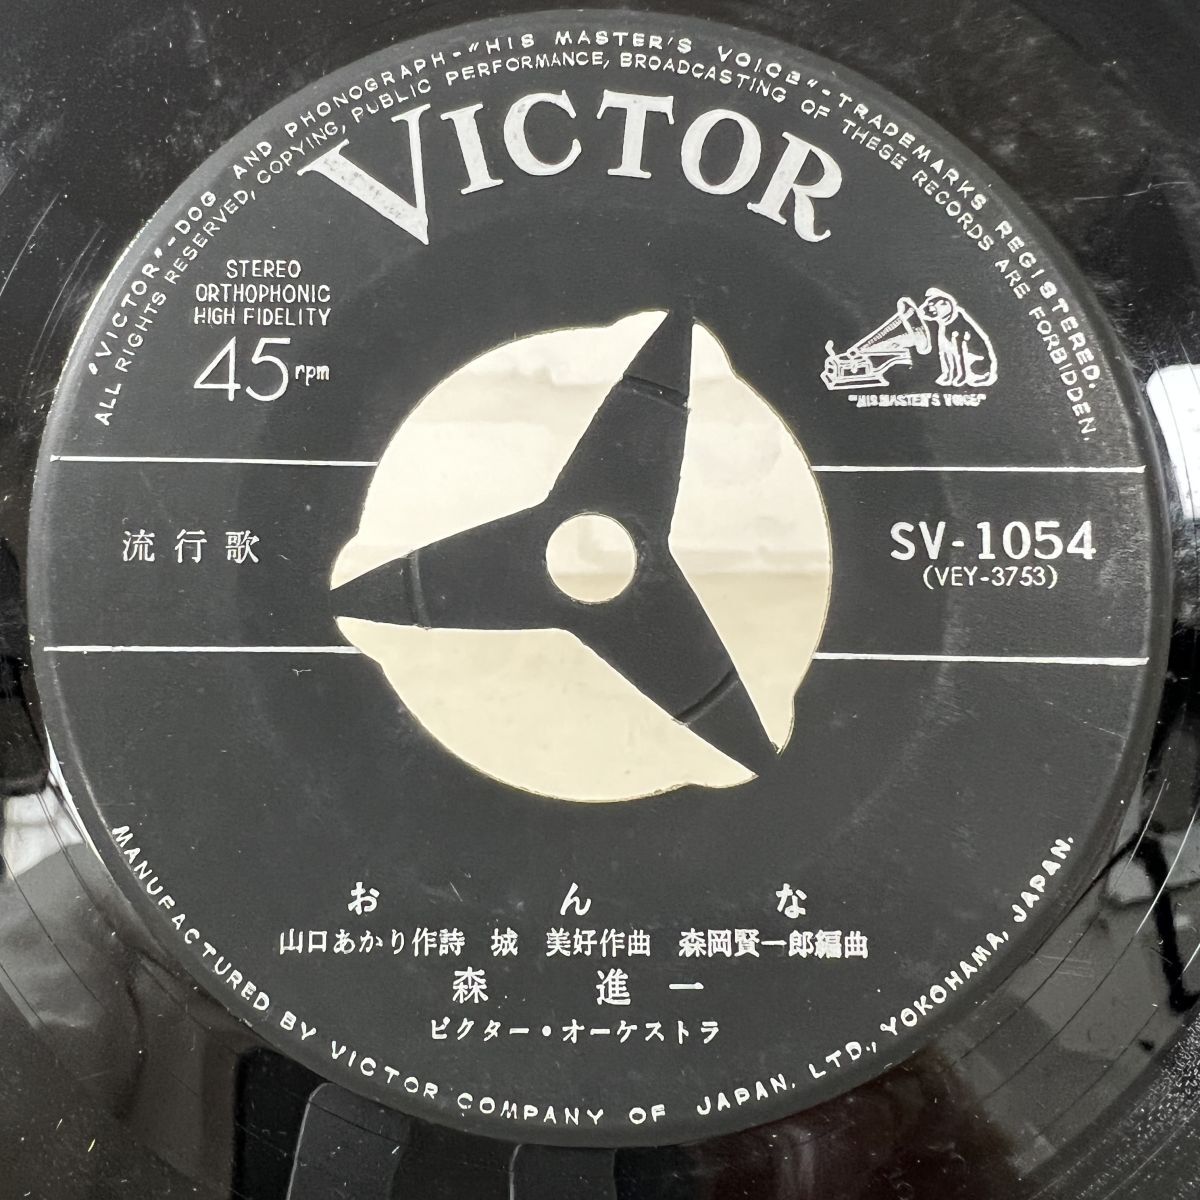 "VICTOR"-DOG AND PHONOGRAPH-"HIS MASTER'S VOICE"-TRADEMARKS REGISTERED.
ALL RIGHTS RESERVED, COPYING, PUBLIC PERFORMANCE, BROADCASTING OF THESE RECORDS ARE FORBIDDEN.
VICTOR
STEREO
ORTHOPHONIC
HIGH FIDELITY
45 rpm
"HIS MASTER'S VOICE"
流行歌
SV-1054
(VEY-3753)
おんな
山口あかり作詩 城 美好作曲 森岡賢一郎編曲
森 進一
ビクター・オーケストラ
MANUFACTURED BY VICTOR COMPANY OF JAPAN, LTD., YOKOHAMA, JAPAN.